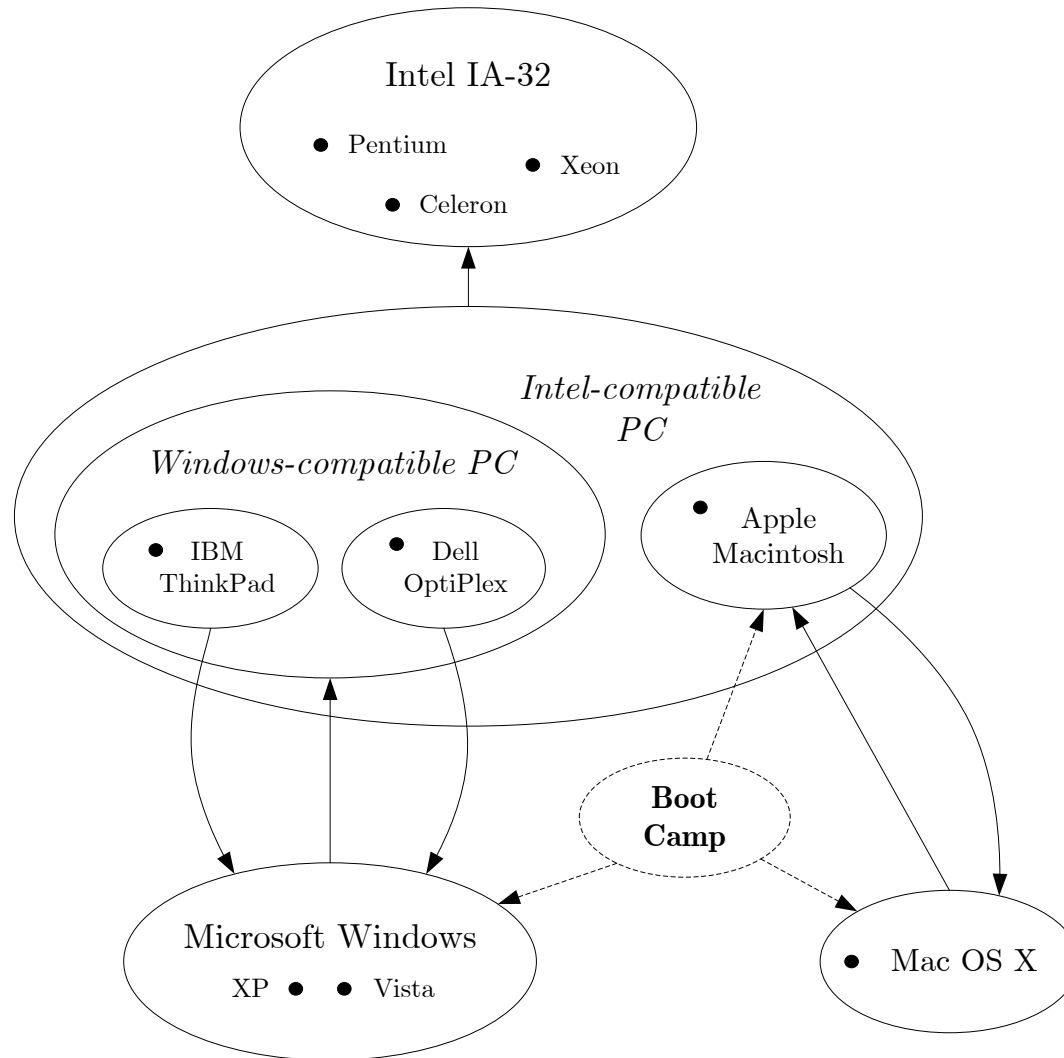 Intel IA-32
Pentium
Xeon
Celeron
Intel-compatible
PC
Windows-compatible PC
IBM
ThinkPad
Dell
OptiPlex
Apple
Macintosh
Boot
Camp
Microsoft Windows
XP
Vista
Mac OS X